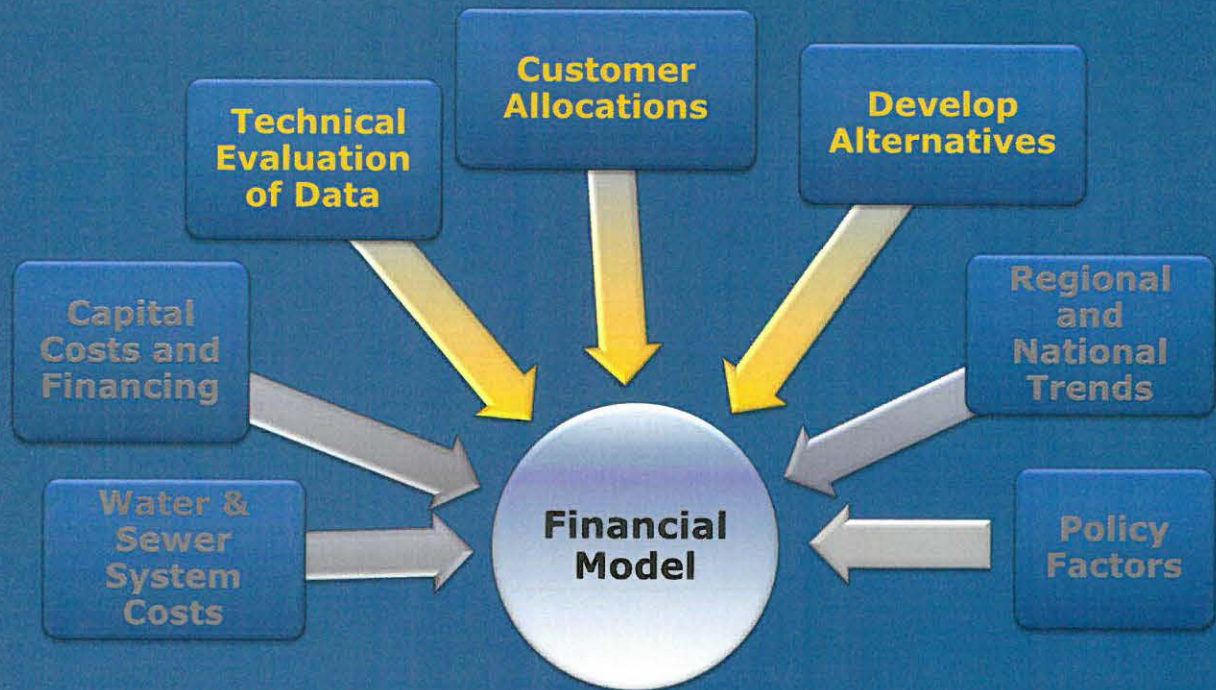 Customer
Allocations
Technical
Evaluation
of Data
Develop
Alternatives
Capital
Costs and
Financing
Regional
and
National
Trends
Water &
Sewer
System
Costs
Financial
Model
Policy
Factors